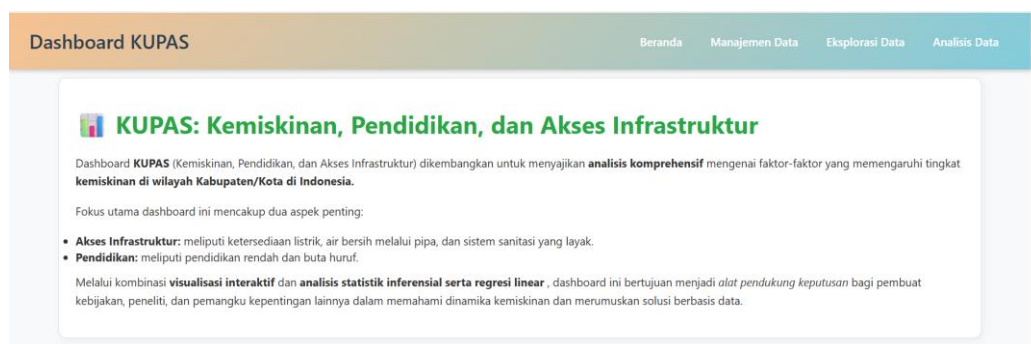 Dashboard KUPAS
Beranda Manajemen Data Eksplorasi Data Analisis Data
KUPAS: Kemiskinan, Pendidikan, dan Akses Infrastruktur
Dashboard KUPAS (Kemiskinan, Pendidikan, dan Akses Infrastruktur) dikembangkan untuk menyajikan analisis komprehensif mengenai faktor-faktor yang memengaruhi tingkat
kemiskinan di wilayah Kabupaten/Kota di Indonesia.
Fokus utama dashboard ini mencakup dua aspek penting:
• Akses Infrastruktur: meliputi ketersediaan listrik, air bersih melalui pipa, dan sistem sanitasi yang layak.
• Pendidikan: meliputi pendidikan rendah dan buta huruf.
Melalui kombinasi visualisasi interaktif dan analisis statistik inferensial serta regresi linear , dashboard ini bertujuan menjadi alat pendukung keputusan bagi pembuat
kebijakan, peneliti, dan pemangku kepentingan lainnya dalam memahami dinamika kemiskinan dan merumuskan solusi berbasis data.